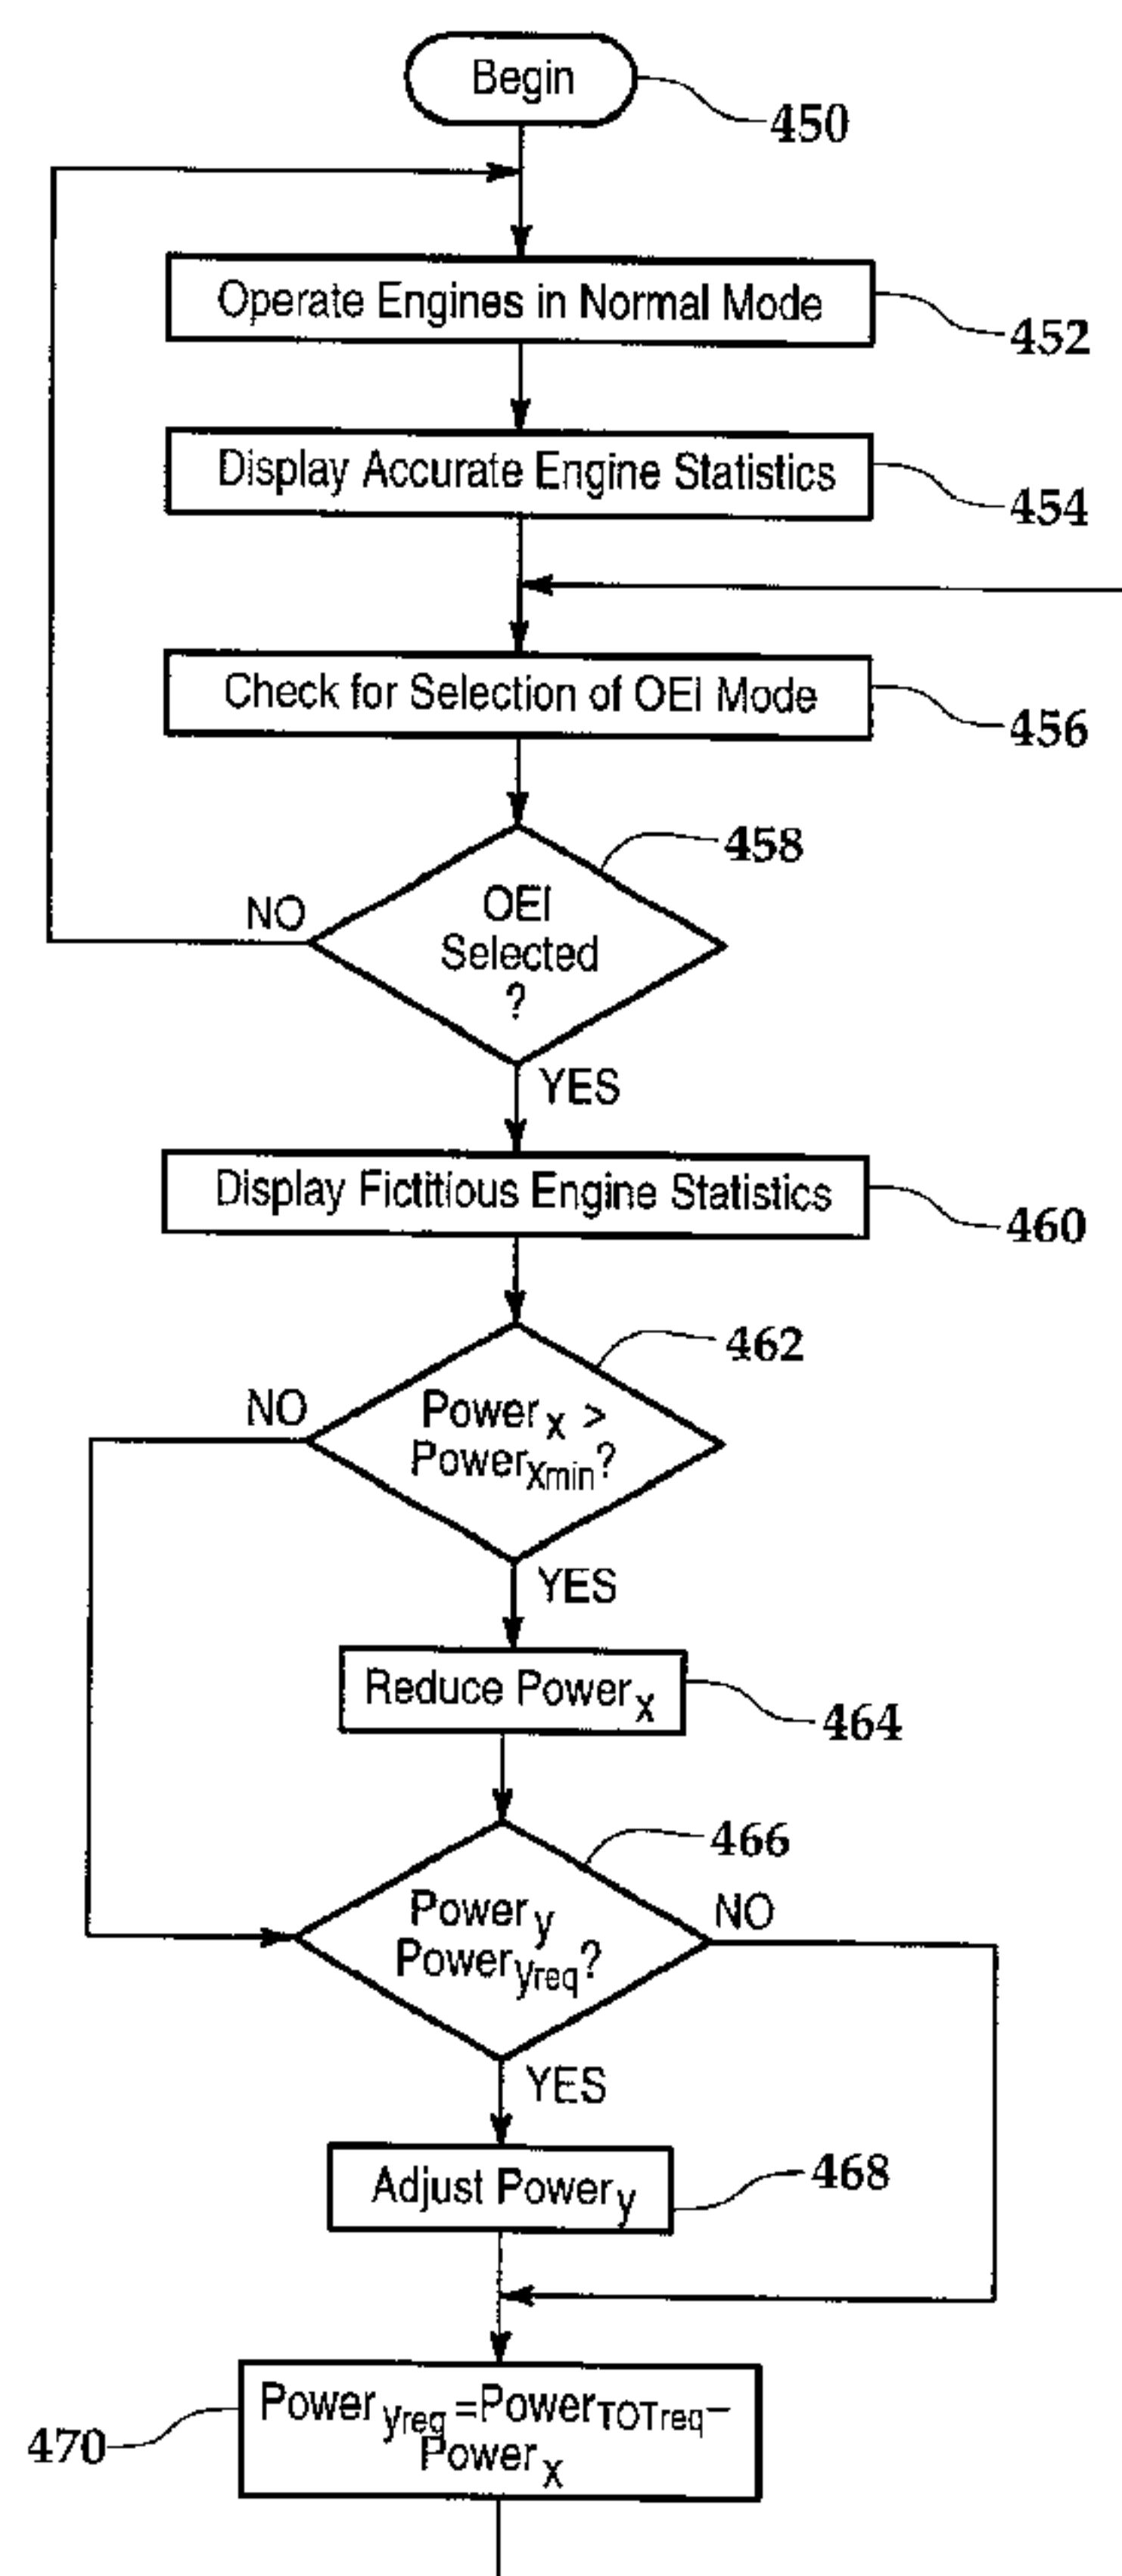 Begin
450
Operate Engines in Normal Mode
452
Display Accurate Engine Statistics
454
Check for Selection of OEI Mode
456
458
OEI
Selected
?
NO
YES
Display Fictitious Engine Statistics
460
462
Powerx >
Powerxmin?
NO
YES
Reduce Powerx
464
466
Powery
Poweryreq?
NO
YES
Adjust Powery
468
Poweryreq=PowerTOTreq–
Powerx
470